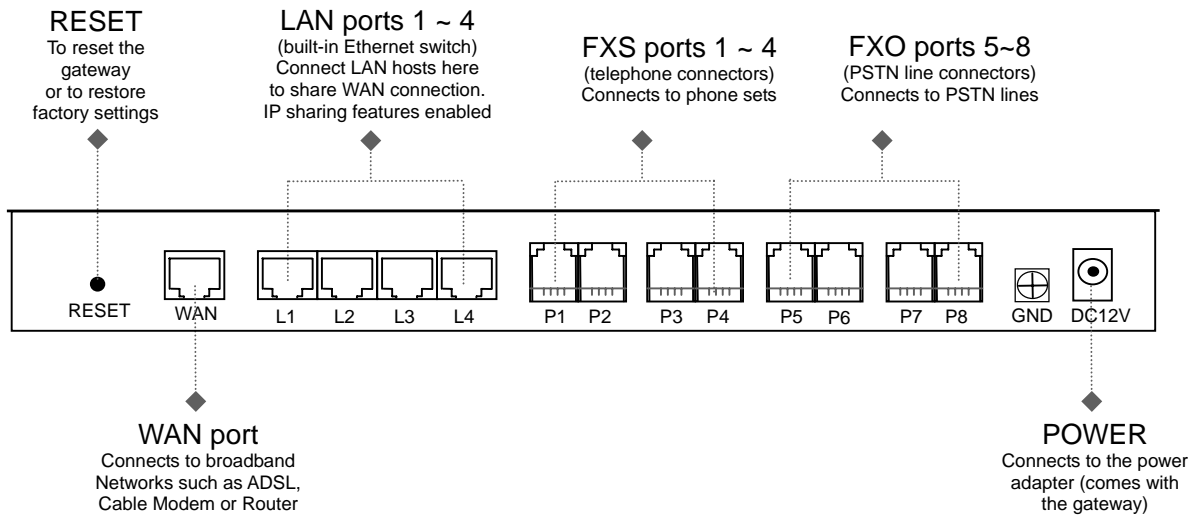 RESET
To reset the
gateway
or to restore
factory settings
LAN ports 1 ~ 4
(built-in Ethernet switch)
Connect LAN hosts here
to share WAN connection.
IP sharing features enabled
FXS ports 1 ~ 4
(telephone connectors)
Connects to phone sets
FXO ports 5~8
(PSTN line connectors)
Connects to PSTN lines
RESET
WAN
L1
L2
L3
L4
P1
P2
P3
P4
P5
P6
P7
P8
GND
DC12V
WAN port
Connects to broadband
Networks such as ADSL,
Cable Modem or Router
POWER
Connects to the power
adapter (comes with
the gateway)